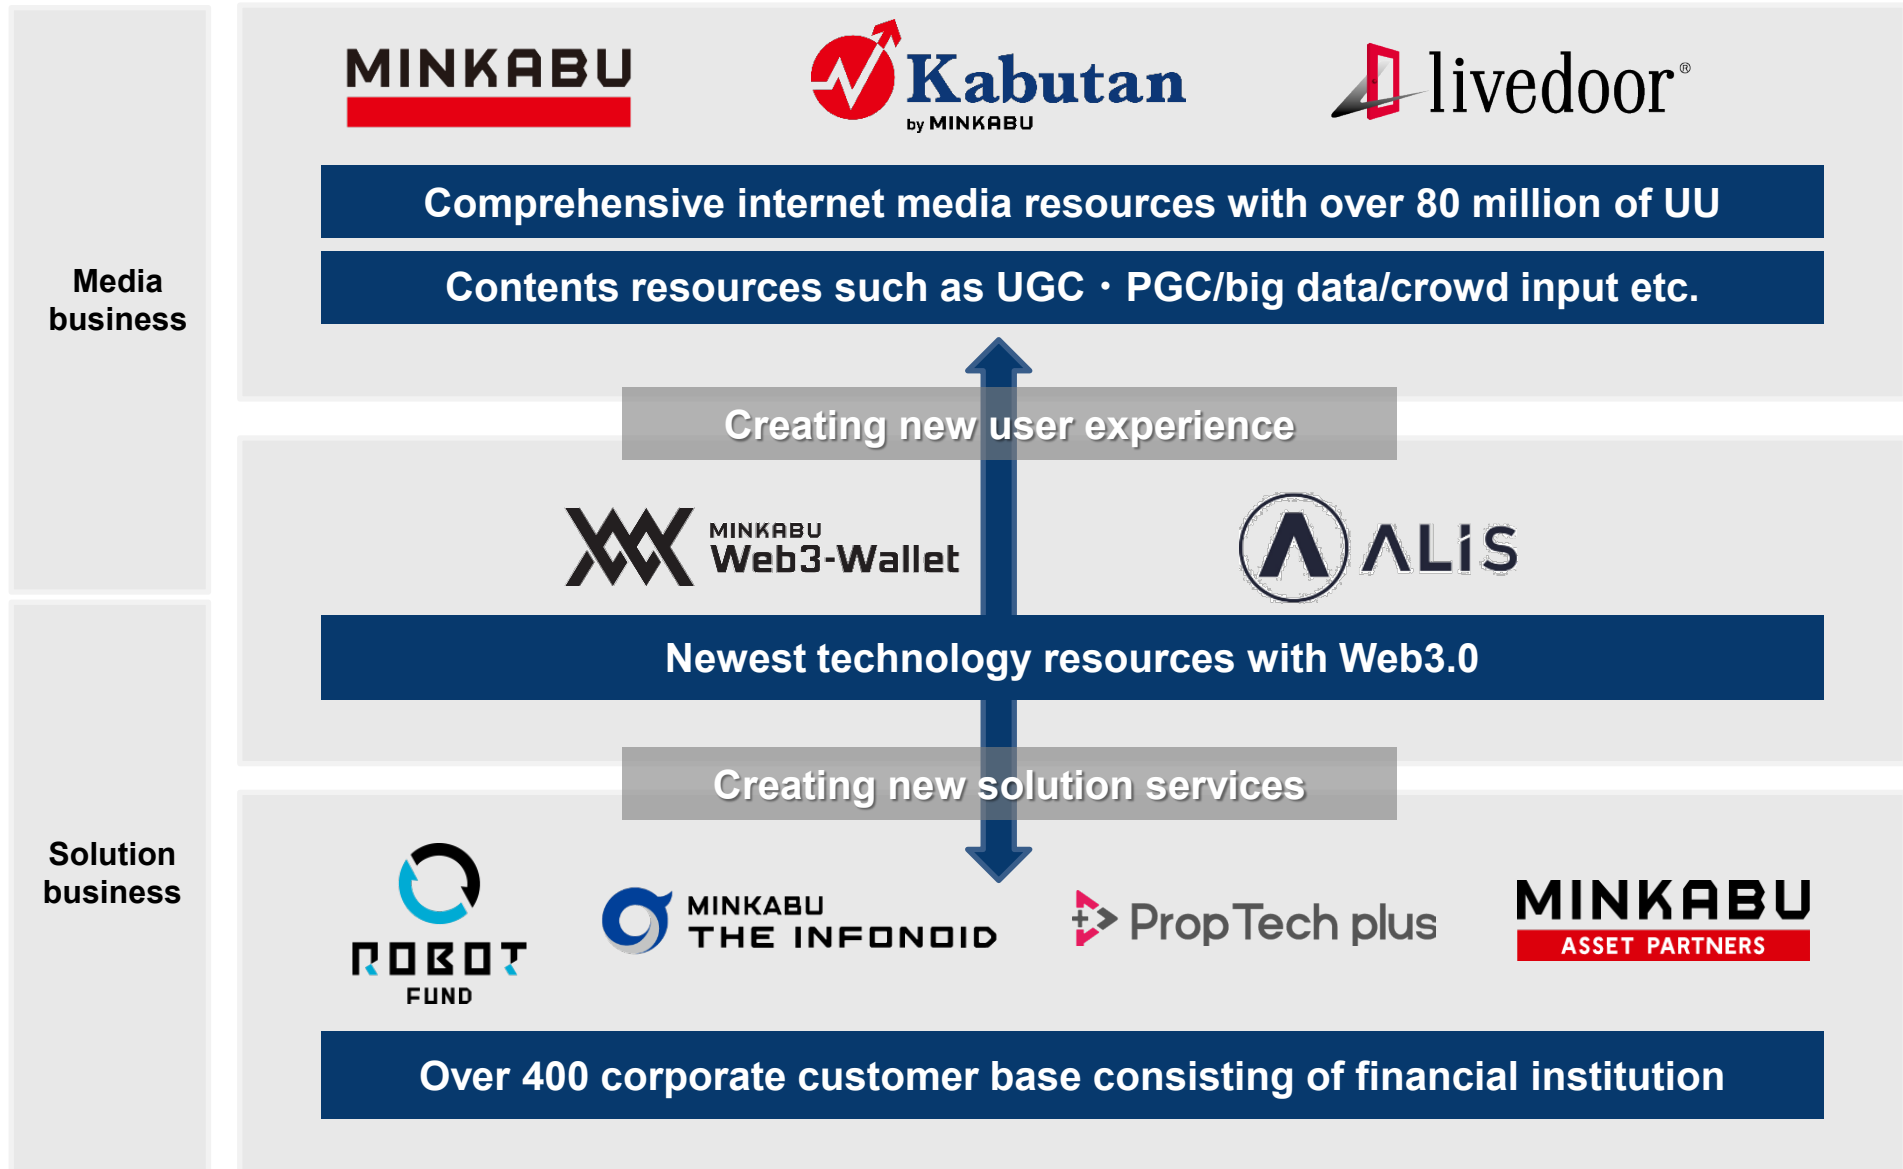 MINKABU
Kabutan
by MINKABU
livedoor®
Comprehensive internet media resources with over 80 million of UU
Contents resources such as UGC・PGC/big data/crowd input etc.
Media
business
Creating new user experience
MINKABU
Web3-Wallet
ALiS
Newest technology resources with Web3.0
Creating new solution services
Solution
business
ROBOT
FUND
MINKABU
THE INFONOID
PropTech plus
MINKABU
ASSET PARTNERS
Over 400 corporate customer base consisting of financial institution